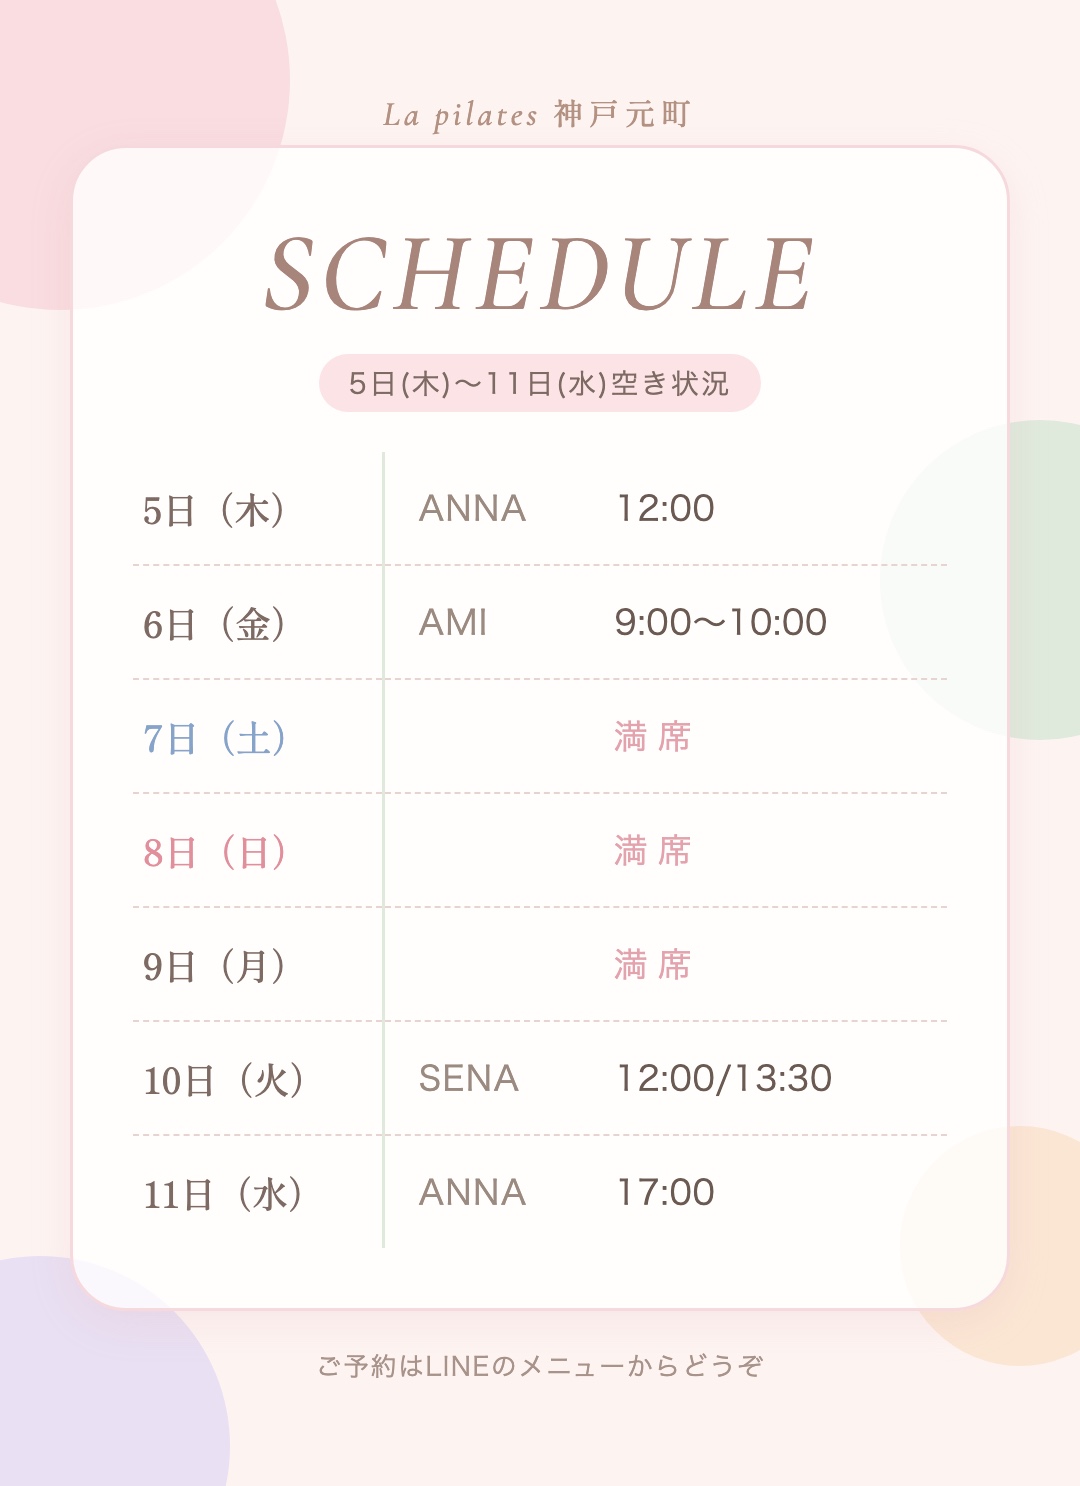 La pilates 神戸元町
SCHEDULE
5日(木)〜11日(水)空き状況
5日（木） ANNA 12:00
6日（金） AMI 9:00〜10:00
7日（土） 満席
8日（日） 満席
9日（月） 満席
10日（火） SENA 12:00/13:30
11日（水） ANNA 17:00
ご予約はLINEのメニューからどうぞ